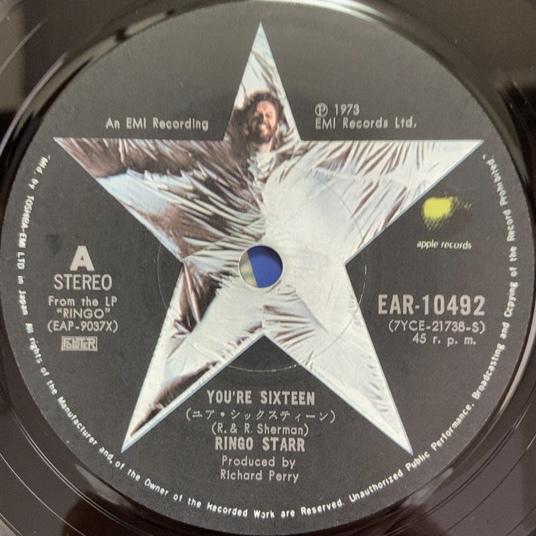 An EMI Recording
℗ 1973
EMI Records Ltd.
apple records
A
STEREO
From the LP
"RINGO"
(EAP-9037X)
EAR-10492
(7YCE-21738-S)
45 r. p. m.
YOU'RE SIXTEEN
(ユア・シックスティーン)
(R. & R. Sherman)
RINGO STARR
Produced by
Richard Perry
"Mfd. by TOSHIBA-EMI LTD in Japan. All rights of the Manufacturer and, of the Owner of the Recorded Work are Reserved. Unauthorized Public Performance, Broadcasting and Copying of the Record Prohibited"